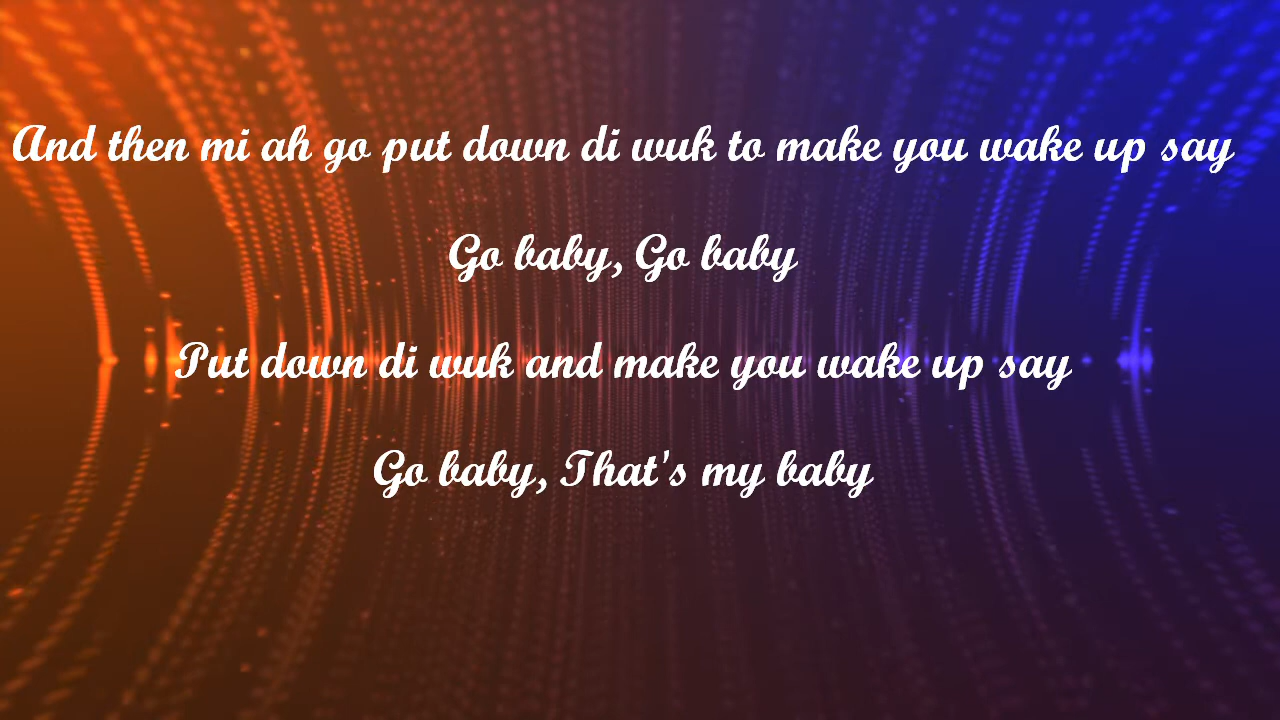 And then mi ah go put down di wuk to make you wake up say
Go baby, Go baby
Put down di wuk and make you wake up say
Go baby, That's my baby